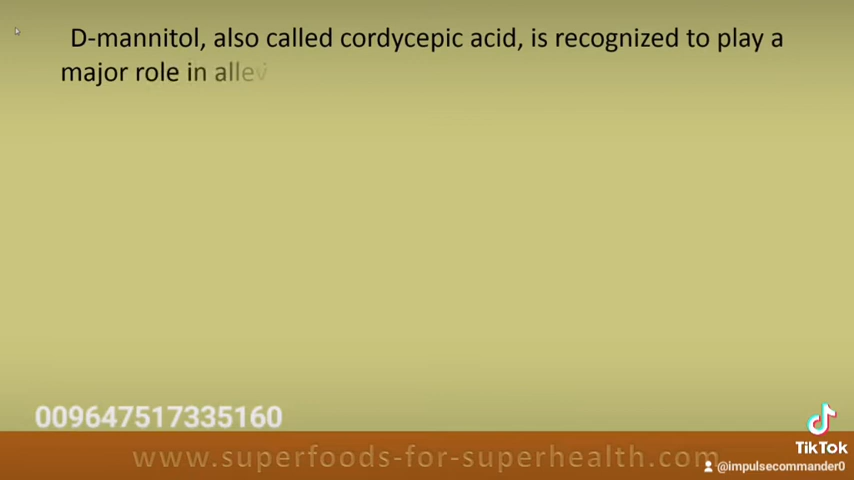 D-mannitol, also called cordycepic acid, is recognized to play a
major role in allev
009647517335160
www.superfoods-for-superhealth.com
TikTok
@impulsecommander0